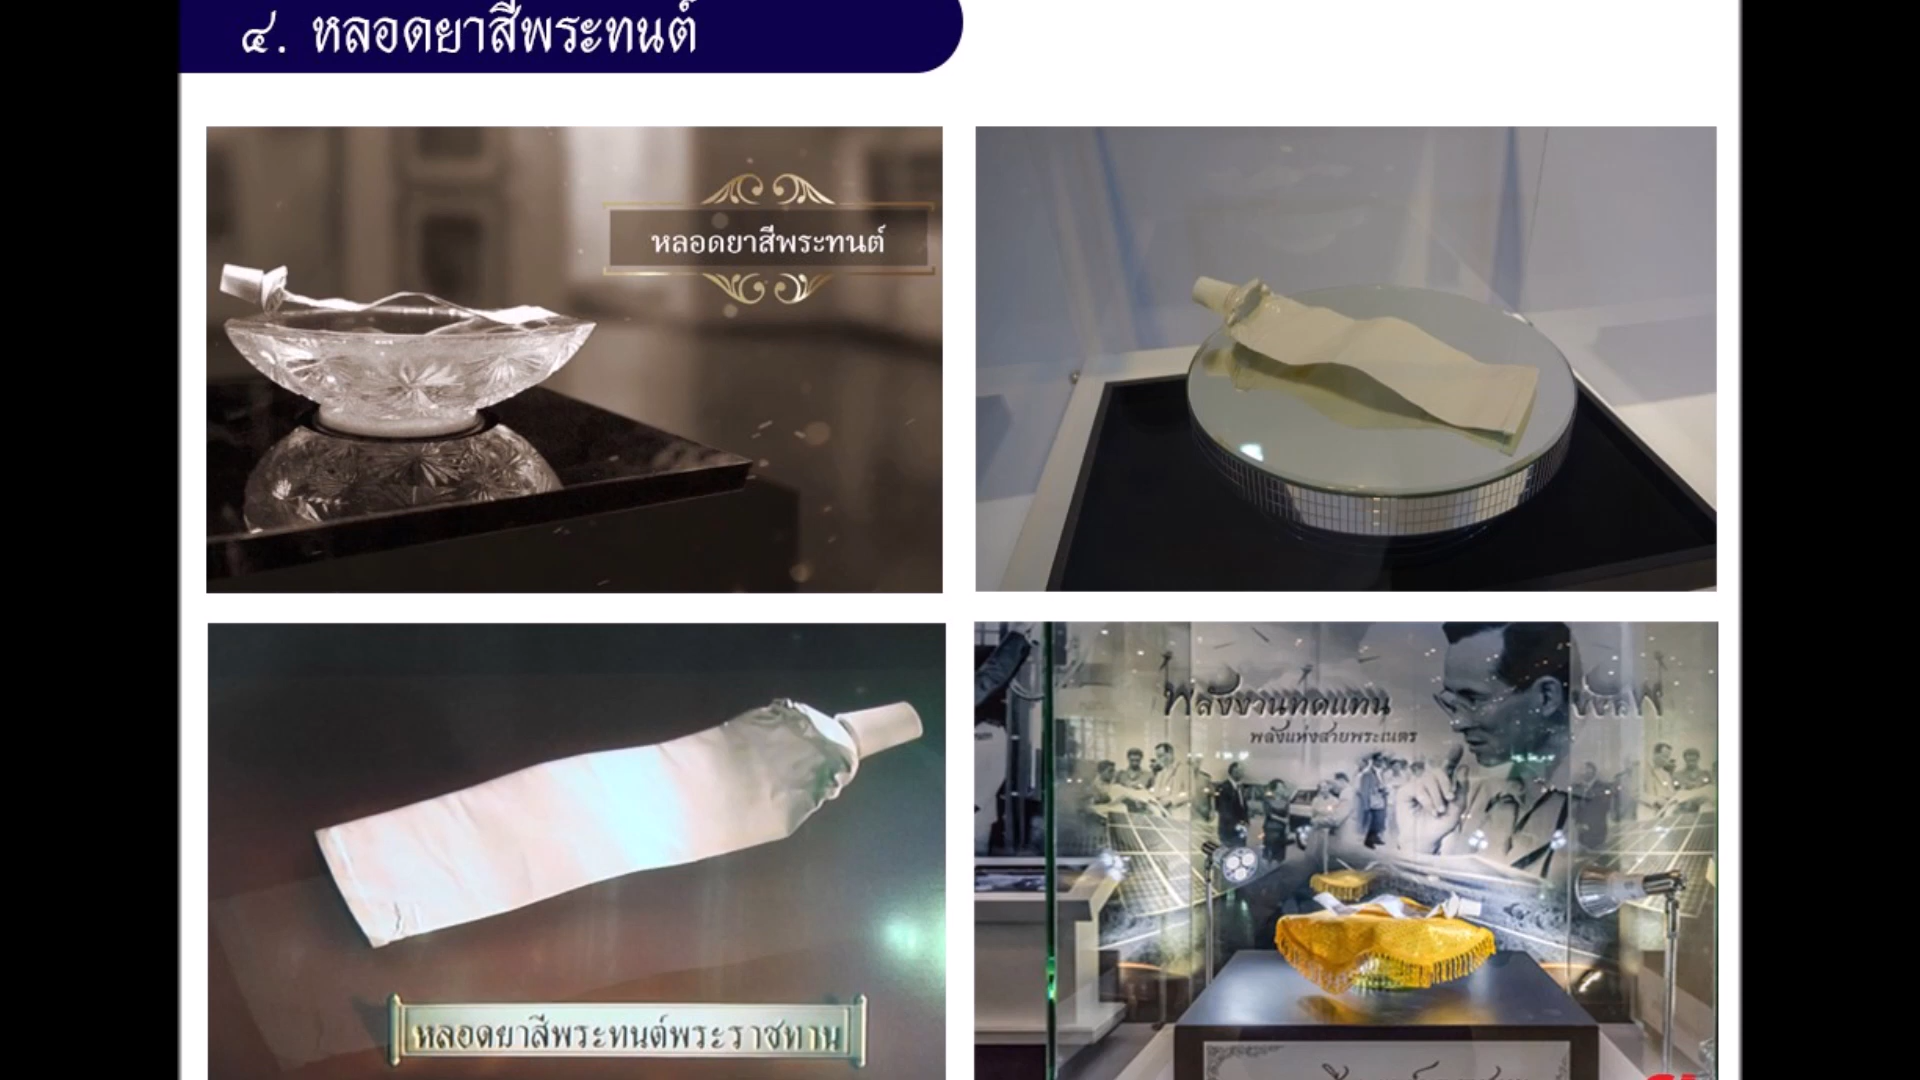 ๔. หลอดยาสีพระทนต์
หลอดยาสีพระทนต์
พลังงานทดแทน
พลังแห่งสายพระเนตร
หลอดยาสีพระทนต์พระราชทาน